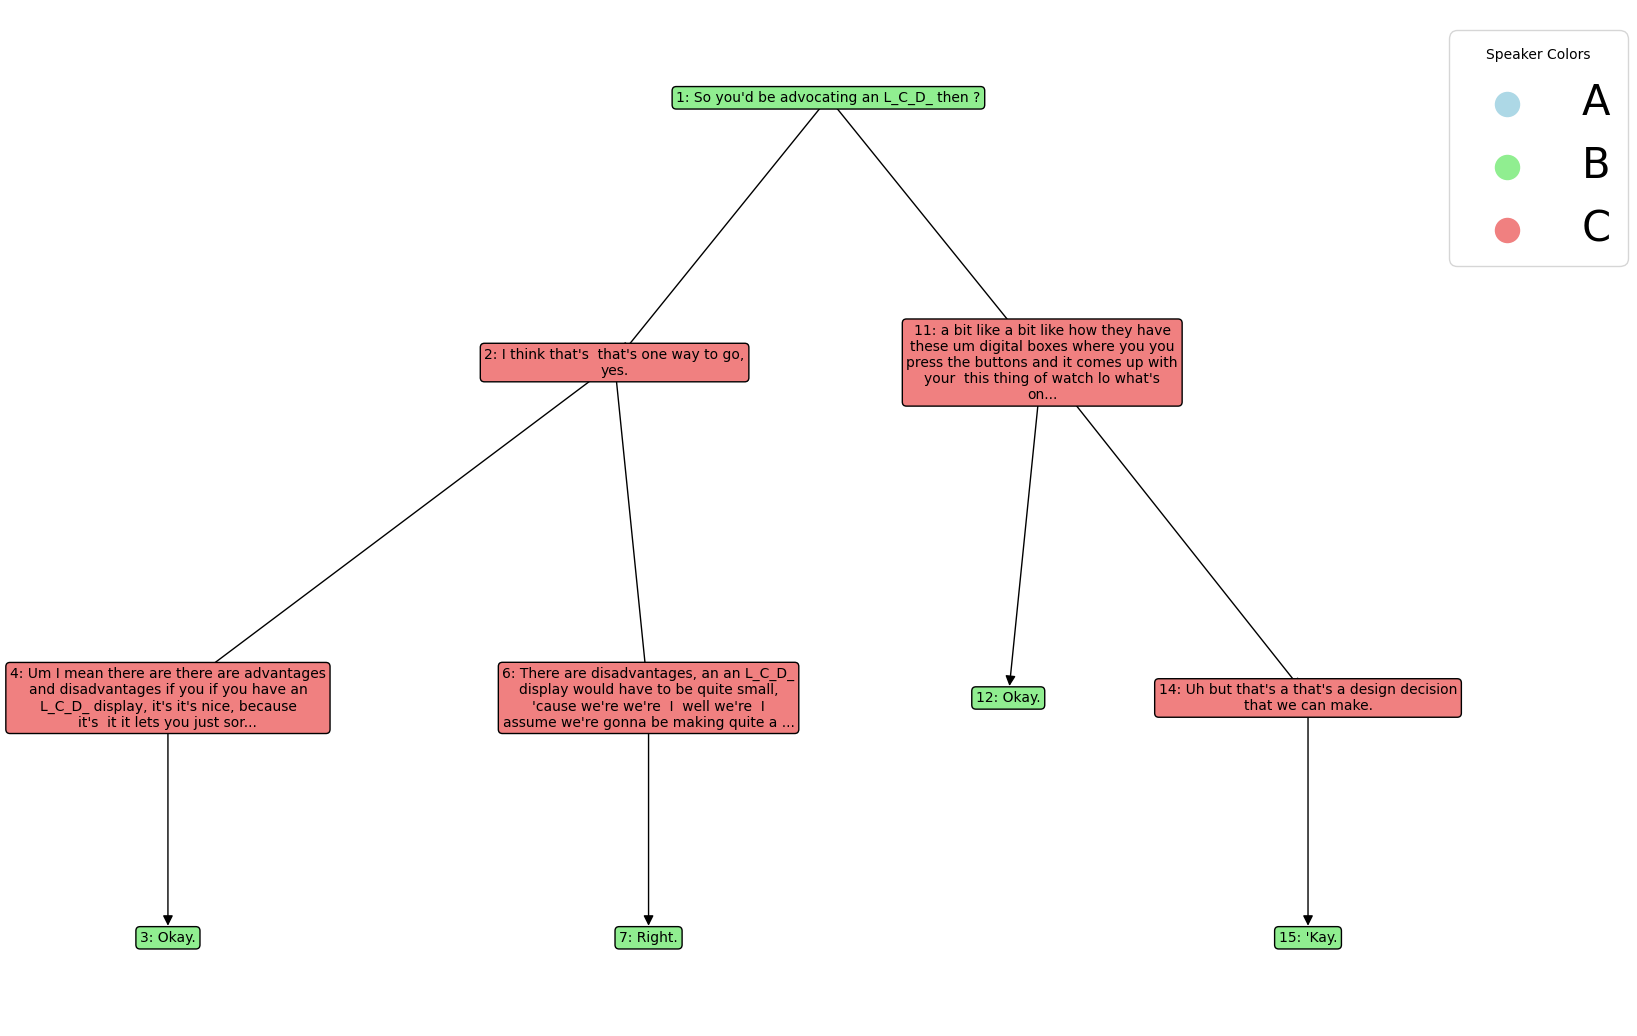 Speaker Colors
A
B
C
1: So you'd be advocating an L_C_D_ then ?
2: I think that's  that's one way to go,
yes.
11: a bit like a bit like how they have
these um digital boxes where you you
press the buttons and it comes up with
your  this thing of watch lo what's
on...
4: Um I mean there are there are advantages
and disadvantages if you if you have an
L_C_D_ display, it's it's nice, because
it's  it it lets you just sor...
6: There are disadvantages, an an L_C_D_
display would have to be quite small,
'cause we're we're  I  well we're  I
assume we're gonna be making quite a ...
12: Okay.
14: Uh but that's a that's a design decision
that we can make.
3: Okay.
7: Right.
15: 'Kay.